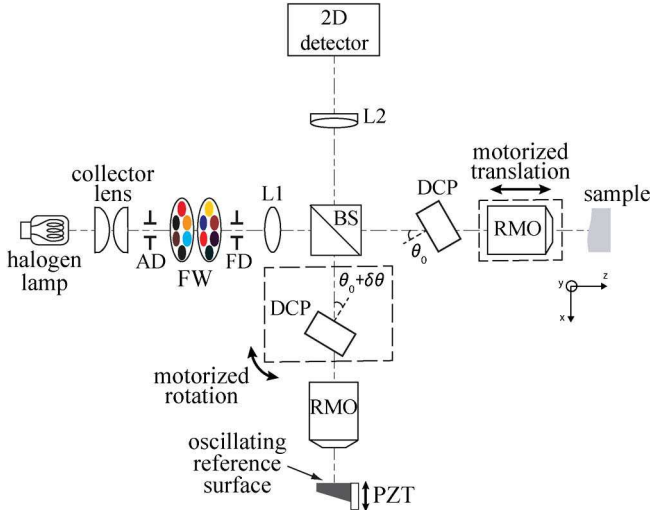 2D
detector
L2
motorized
translation
collector
lens
L1
BS
DCP
RMO
sample
halogen
lamp
AD
FW
FD
θ₀
y
z
x
θ₀+δθ
DCP
motorized
rotation
RMO
oscillating
reference
surface
PZT